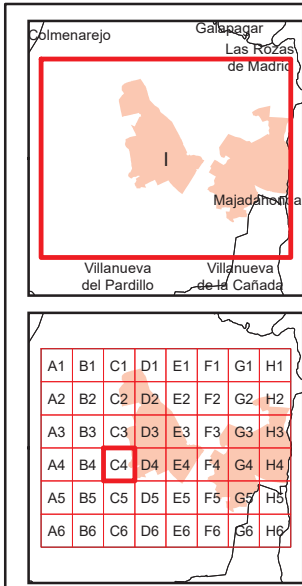 Colmenarejo
Galapagar
Las Rozas
de Madrid
I
Majadahonda
Villanueva
del Pardillo
Villanueva
de la Cañada
A1 B1 C1 D1 E1 F1 G1 H1
A2 B2 C2 D2 E2 F2 G2 H2
A3 B3 C3 D3 E3 F3 G3 H3
A4 B4 C4 D4 E4 F4 G4 H4
A5 B5 C5 D5 E5 F5 G5 H5
A6 B6 C6 D6 E6 F6 G6 H6